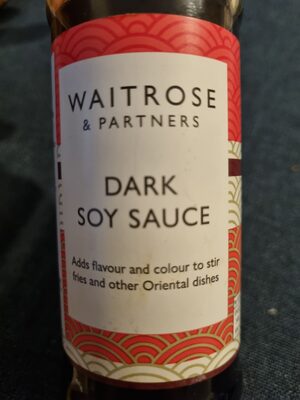 WAITROSE
& PARTNERS
DARK
SOY SAUCE
Adds flavour and colour to stir
fries and other Oriental dishes